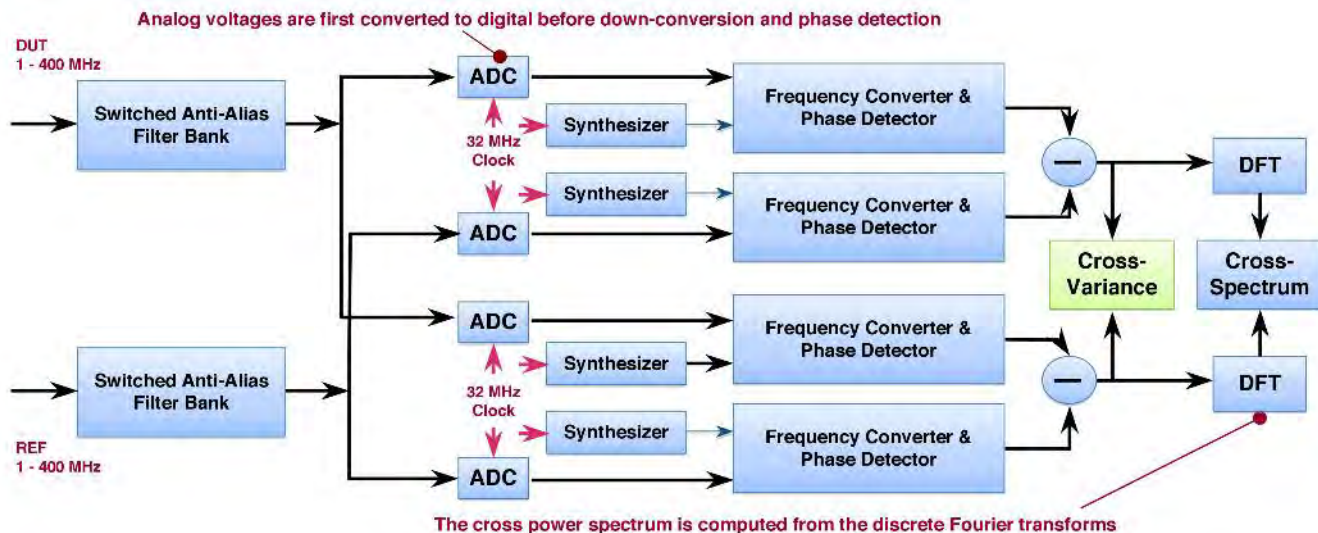 Analog voltages are first converted to digital before down-conversion and phase detection
DUT
1 - 400 MHz
Switched Anti-Alias
Filter Bank
ADC
Synthesizer
Frequency Converter &
Phase Detector
32 MHz
Clock
Synthesizer
ADC
Frequency Converter &
Phase Detector
DFT
Cross-
Variance
Cross-
Spectrum
REF
1 - 400 MHz
Switched Anti-Alias
Filter Bank
ADC
Synthesizer
Frequency Converter &
Phase Detector
32 MHz
Clock
Synthesizer
ADC
Frequency Converter &
Phase Detector
DFT
The cross power spectrum is computed from the discrete Fourier transforms